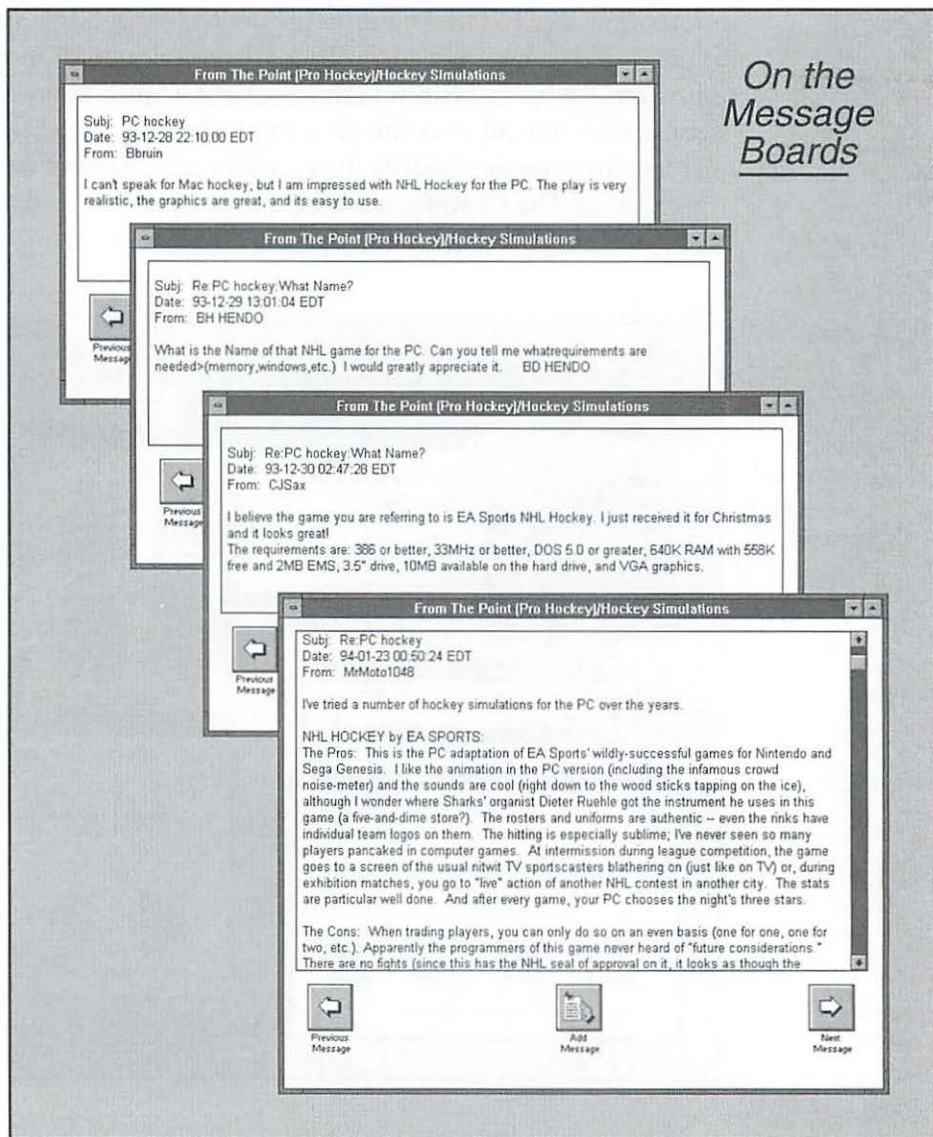 On the
Message
Boards
From The Point [Pro Hockey]/Hockey Simulations
Subj: PC hockey
Date: 93-12-28 22:10:00 EDT
From: Bbruin
I can't speak for Mac hockey, but I am impressed with NHL Hockey for the PC. The play is very
realistic, the graphics are great, and its easy to use.
Previous
Message
From The Point [Pro Hockey]/Hockey Simulations
Subj: Re:PC hockey:What Name?
Date: 93-12-29 13:01:04 EDT
From: BH HENDO
What is the Name of that NHL game for the PC. Can you tell me whatrequirements are
needed>(memory,windows,etc.) I would greatly appreciate it. BD HENDO
Previous
Message
From The Point [Pro Hockey]/Hockey Simulations
Subj: Re:PC hockey:What Name?
Date: 93-12-30 02:47:28 EDT
From: CJSax
I believe the game you are referring to is EA Sports NHL Hockey. I just received it for Christmas
and it looks great!
The requirements are: 386 or better, 33MHz or better, DOS 5.0 or greater, 640K RAM with 558K
free and 2MB EMS, 3.5" drive, 10MB available on the hard drive, and VGA graphics.
Previous
Message
From The Point [Pro Hockey]/Hockey Simulations
Subj: Re:PC hockey
Date: 94-01-23 00:50:24 EDT
From: MrMoto1048
I've tried a number of hockey simulations for the PC over the years.
NHL HOCKEY by EA SPORTS:
The Pros: This is the PC adaptation of EA Sports' wildly-successful games for Nintendo and
Sega Genesis. I like the animation in the PC version (including the infamous crowd
noise-meter) and the sounds are cool (right down to the wood sticks tapping on the ice),
although I wonder where Sharks' organist Dieter Ruehle got the instrument he uses in this
game (a five-and-dime store?). The rosters and uniforms are authentic -- even the rinks have
individual team logos on them. The hitting is especially sublime; I've never seen so many
players pancaked in computer games. At intermission during league competition, the game
goes to a screen of the usual nitwit TV sportscasters blathering on (just like on TV) or, during
exhibition matches, you go to "live" action of another NHL contest in another city. The stats
are particular well done. And after every game, your PC chooses the night's three stars.
The Cons: When trading players, you can only do so on an even basis (one for one, one for
two, etc.). Apparently the programmers of this game never heard of "future considerations."
There are no fights (since this has the NHL seal of approval on it, it looks as though the
Previous
Message
Add
Message
Next
Message